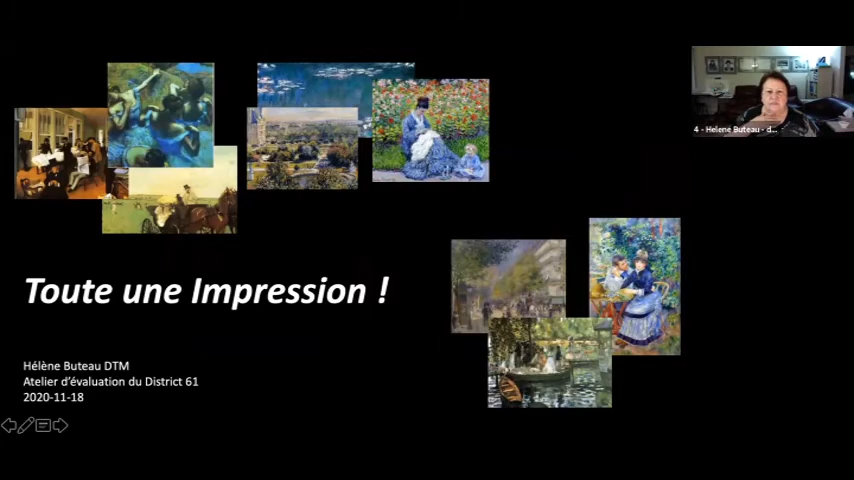 4 - Helene Buteau - d...
Toute une Impression !
Hélène Buteau DTM
Atelier d'évaluation du District 61
2020-11-18